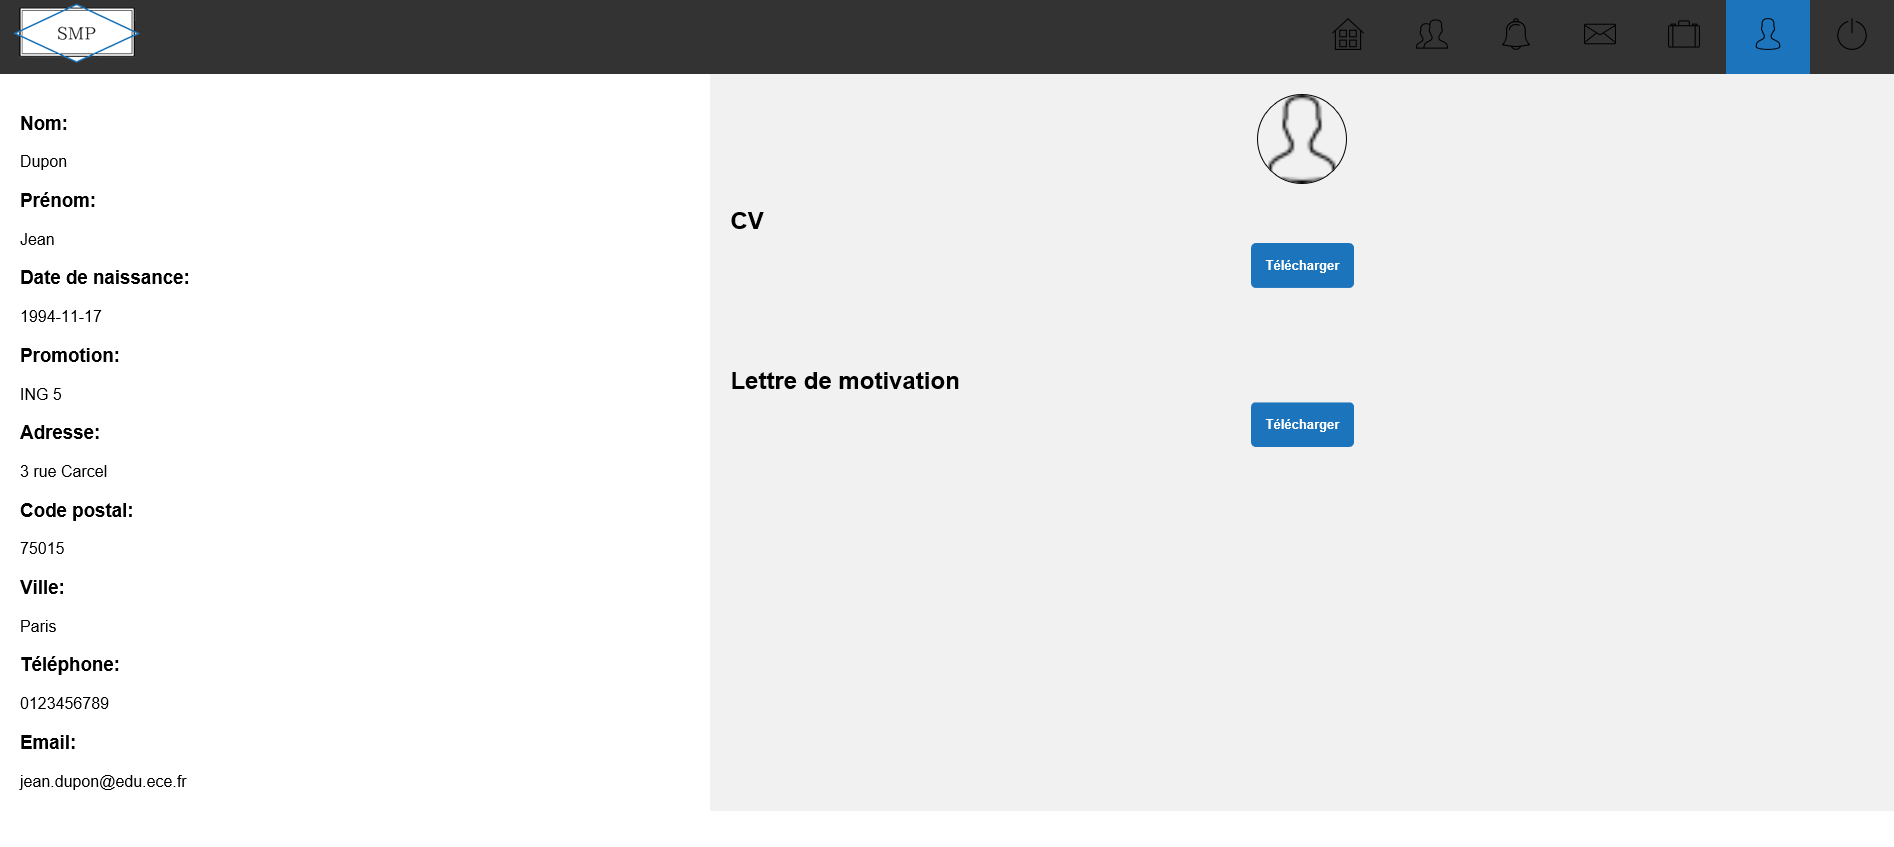 SMP
Nom:
Dupon
Prénom:
Jean
Date de naissance:
1994-11-17
Promotion:
ING 5
Adresse:
3 rue Carcel
Code postal:
75015
Ville:
Paris
Téléphone:
0123456789
Email:
jean.dupon@edu.ece.fr
CV
Télécharger
Lettre de motivation
Télécharger